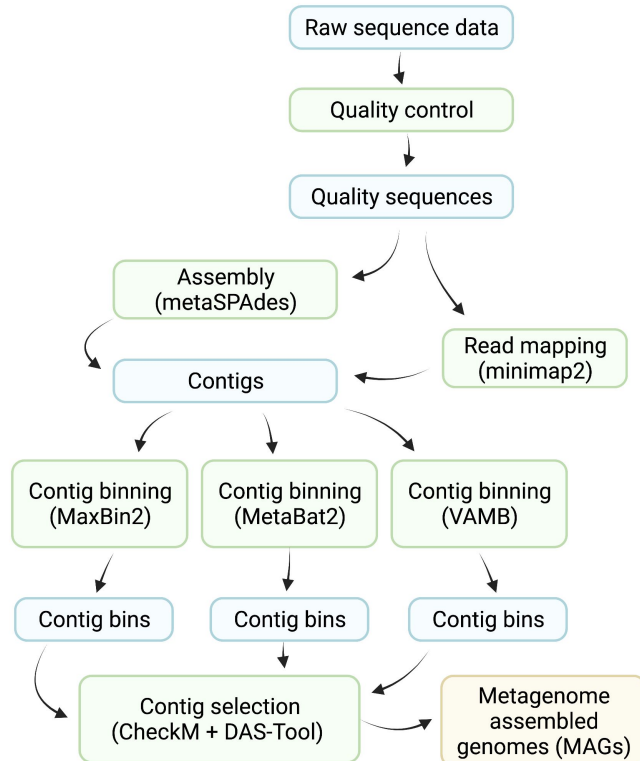 Raw sequence data
Quality control
Quality sequences
Assembly
(metaSPAdes)
Read mapping
(minimap2)
Contigs
Contig binning
(MaxBin2)
Contig binning
(MetaBat2)
Contig binning
(VAMB)
Contig bins
Contig bins
Contig bins
Contig selection
(CheckM + DAS-Tool)
Metagenome
assembled
genomes (MAGs)